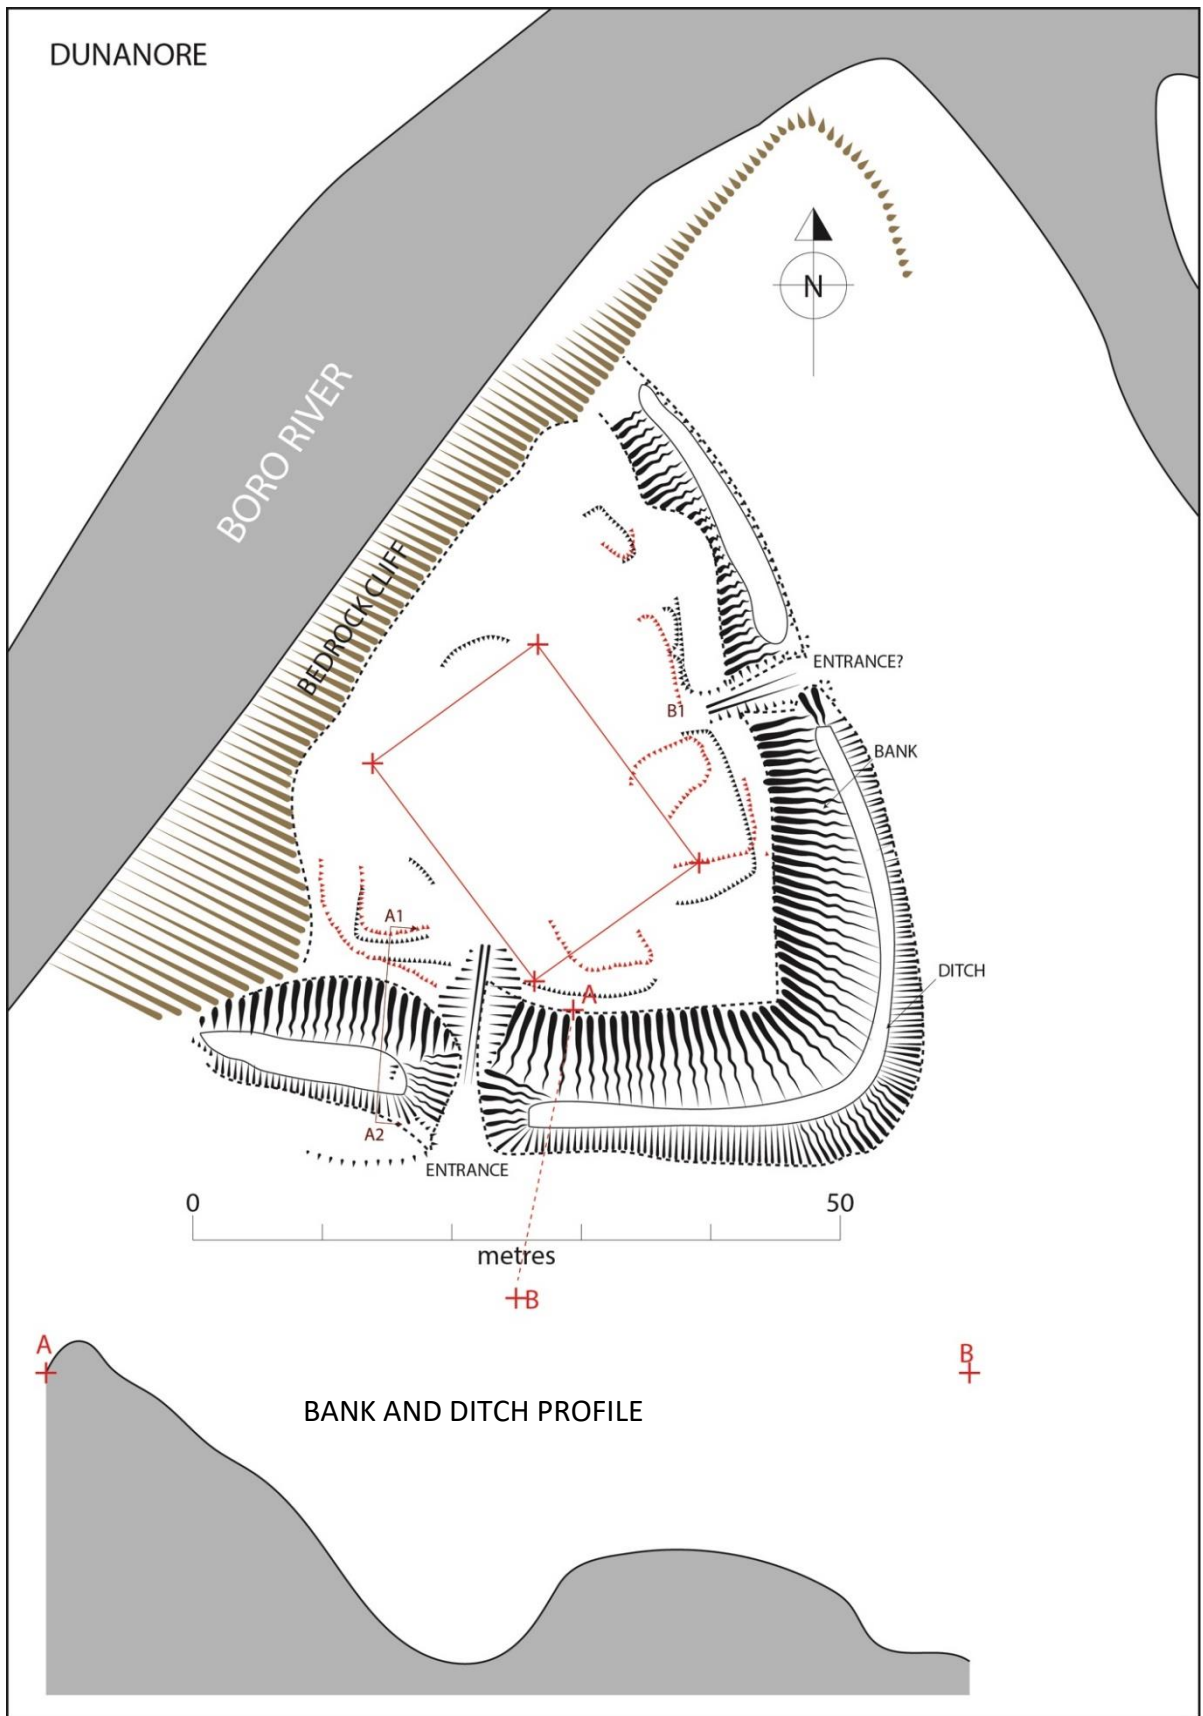 DUNANORE
N
BORO RIVER
BEDROCK CLIFF
ENTRANCE?
B1
BANK
A1
DITCH
A
A2
ENTRANCE
0 50
metres
B
A B
BANK AND DITCH PROFILE